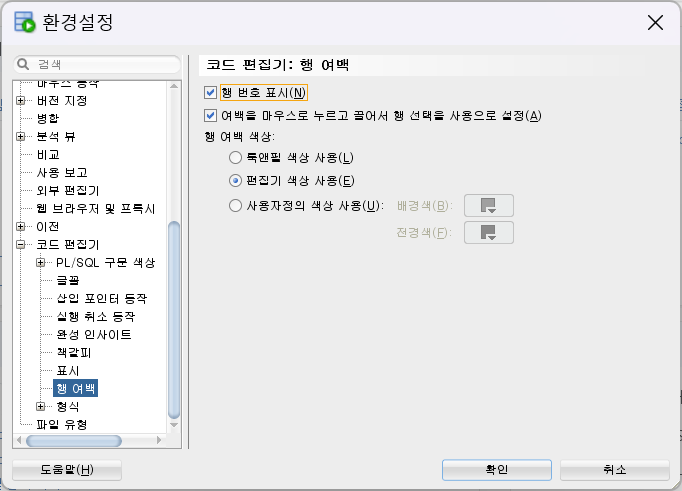 환경설정
검색
마우스 동작
버전 지정
병합
분석 뷰
비교
사용 보고
외부 편집기
웹 브라우저 및 프록시
이전
코드 편집기
PL/SQL 구문 색상
글꼴
삽입 포인터 동작
실행 취소 동작
완성 인사이트
책갈피
표시
행 여백
형식
파일 유형
코드 편집기: 행 여백
행 번호 표시(N)
여백을 마우스로 누르고 끌어서 행 선택을 사용으로 설정(A)
행 여백 색상:
룩앤필 색상 사용(L)
편집기 색상 사용(E)
사용자정의 색상 사용(U): 배경색(B):
전경색(F):
도움말(H)
확인
취소